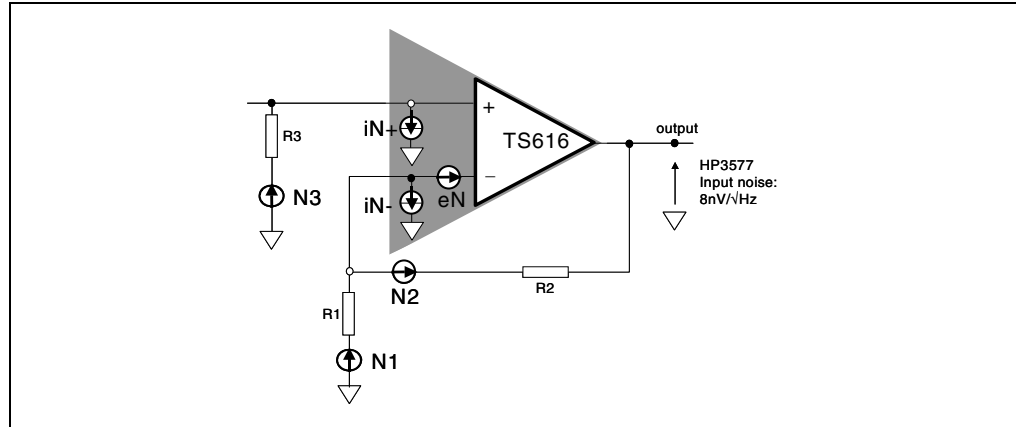 +
R3
iN+
TS616
output
HP3577
Input noise:
8nV/√Hz
N3
−
iN-
eN
N2
R2
R1
N1